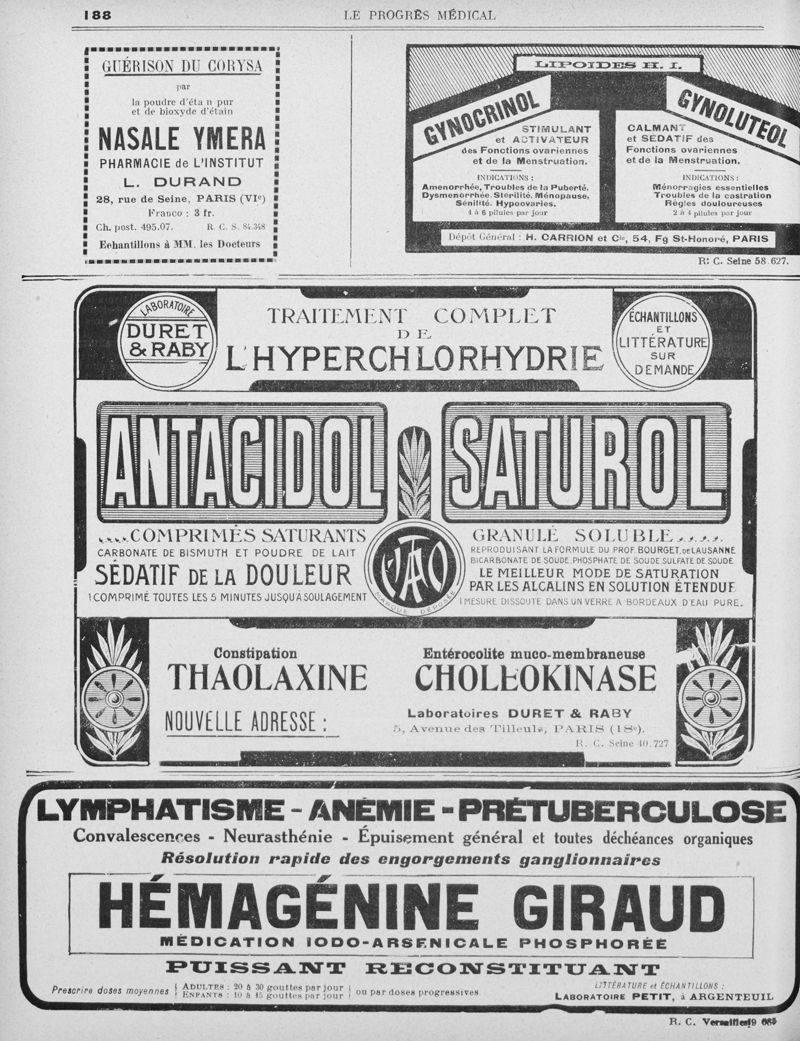 188
LE PROGRÈS MÉDICAL
GUÉRISON DU CORYSA
par
la poudre d'étain pur
et de bioxyde d'étain
NASALE YMERA
PHARMACIE de L'INSTITUT
L. DURAND
28, rue de Seine, PARIS (VIe)
Franco : 3 fr.
Ch. post. 495.07. R. C. S. 84.348
Echantillons à MM. les Docteurs
LIPOIDES H. I.
GYNOCRINOL
STIMULANT
et ACTIVATEUR
des Fonctions ovariennes
et de la Menstruation.
INDICATIONS :
Amenorrhée, Troubles de la Puberté.
Dysmenorrhée. Stérilité. Ménopause,
Sénilité. Hypoovaries.
4 à 6 pilules par jour
GYNOLUTEOL
CALMANT
et SEDATIF des
Fonctions ovariennes
et de la Menstruation.
INDICATIONS :
Ménorragies essentielles
Troubles de la castration
Règles douloureuses
2 à 4 pilules par jour
Dépôt Général : H. CARRION et Cie, 54, Fg St-Honoré, PARIS
R. C. Seine 58.627.
LABORATOIRE
DURET
& RABY
TRAITEMENT COMPLET
DE
L'HYPERCHLORHYDRIE
ÉCHANTILLONS
ET
LITTÉRATURE
SUR
DEMANDE
ANTACIDOL
SATUROL
COMPRIMÉS SATURANTS
CARBONATE DE BISMUTH ET POUDRE DE LAIT
SÉDATIF DE LA DOULEUR
1 COMPRIMÉ TOUTES LES 5 MINUTES JUSQU'A SOULAGEMENT
MARQUE DÉPOSÉE
GRANULÉ SOLUBLE
REPRODUISANT LA FORMULE DU PROF. BOURGET, de LAUSANNE
BICARBONATE DE SOUDE. PHOSPHATE DE SOUDE. SULFATE DE SOUDE
LE MEILLEUR MODE DE SATURATION
PAR LES ALCALINS EN SOLUTION ÉTENDUE
1 MESURE DISSOUTE DANS UN VERRE A BORDEAUX D'EAU PURE.
Constipation
THAOLAXINE
Entérocolite muco-membraneuse
CHOLÉOKINASE
NOUVELLE ADRESSE :
Laboratoires DURET & RABY
5, Avenue des Tilleuls, PARIS (18e).
R. C. Seine 40.727
LYMPHATISME - ANÉMIE - PRÉTUBERCULOSE
Convalescences - Neurasthénie - Épuisement général et toutes déchéances organiques
Résolution rapide des engorgements ganglionnaires
HÉMAGÉNINE GIRAUD
MÉDICATION IODO-ARSENICALE PHOSPHORÉE
PUISSANT RECONSTITUANT
Prescrire doses moyennes
ADULTES : 20 à 30 gouttes par jour
ENFANTS : 10 à 15 gouttes par jour
ou par doses progressives
LITTÉRATURE et ÉCHANTILLONS :
LABORATOIRE PETIT, à ARGENTEUIL
R. C. Versailles